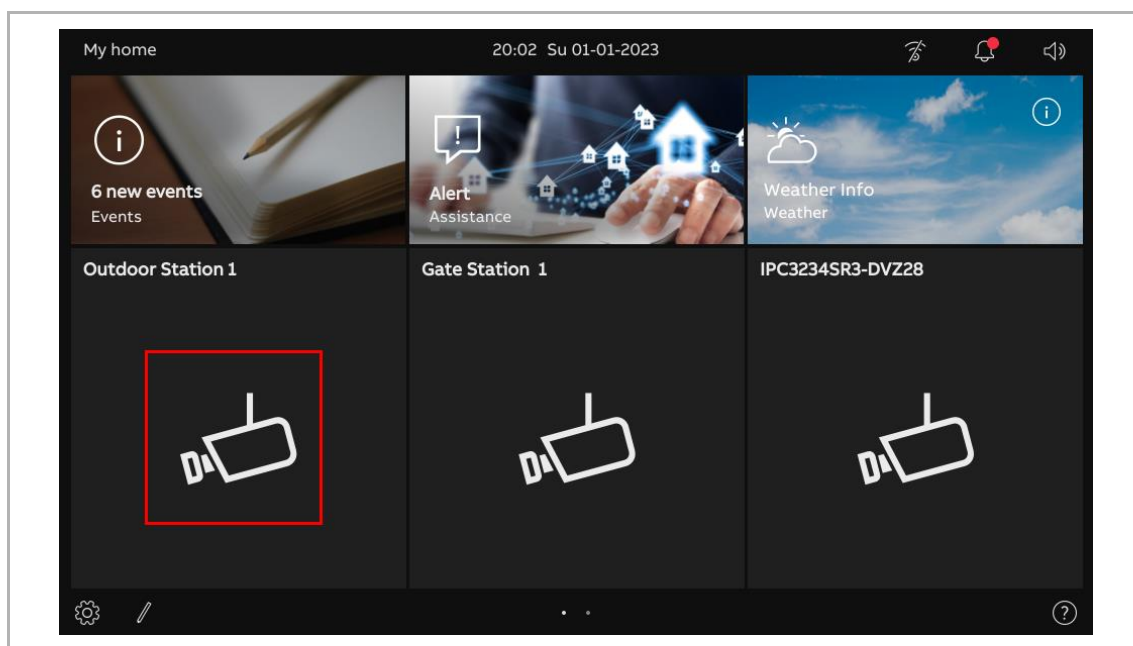 My home
20:02 Su 01-01-2023
6 new events
Events
Alert
Assistance
Weather Info
Weather
Outdoor Station 1
Gate Station 1
IPC3234SR3-DVZ28